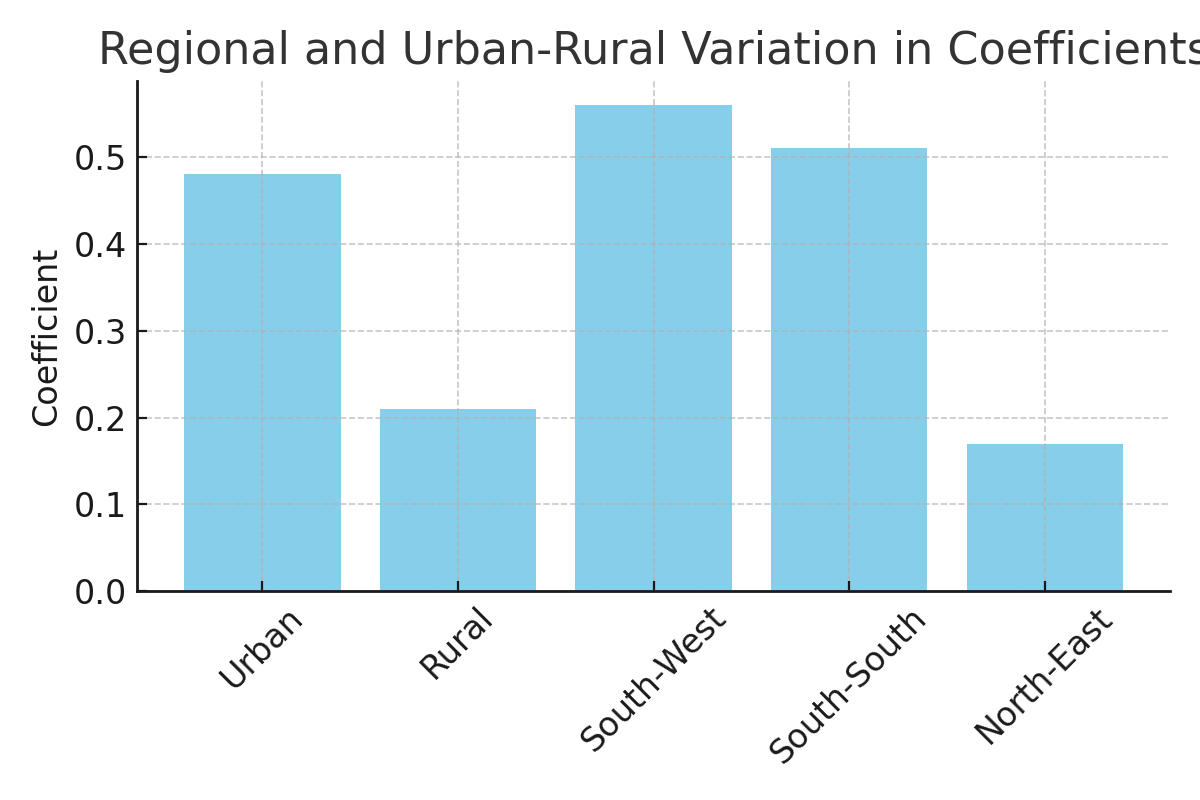 Regional and Urban-Rural Variation in Coefficients
Coefficient
0.5
0.4
0.3
0.2
0.1
0.0
Urban
Rural
South-West
South-South
North-East